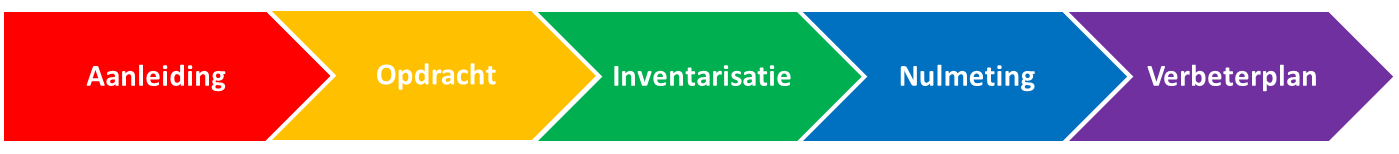 Aanleiding
Opdracht
Inventarisatie
Nulmeting
Verbeterplan